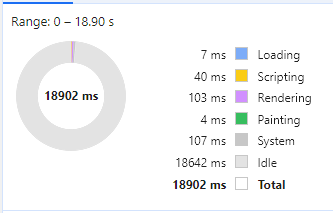 Range: 0 – 18.90 s
18902 ms
7 ms Loading
40 ms Scripting
103 ms Rendering
4 ms Painting
107 ms System
18642 ms Idle
18902 ms Total